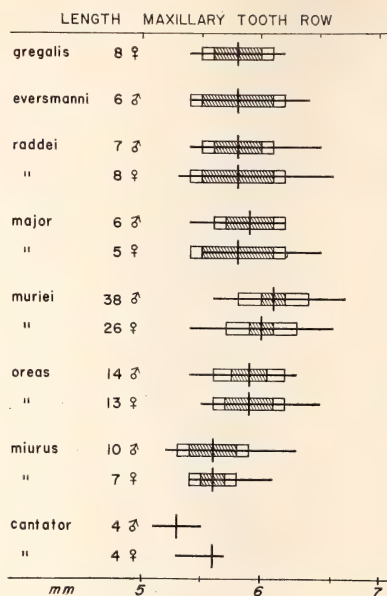 LENGTH MAXILLARY TOOTH ROW
gregalis 8 ♀
eversmanni 6 ♂
raddei 7 ♂
" 8 ♀
major 6 ♂
" 5 ♀
muriei 38 ♂
" 26 ♀
oreas 14 ♂
" 13 ♀
miurus 10 ♂
" 7 ♀
cantator 4 ♂
" 4 ♀
mm 5 6 7